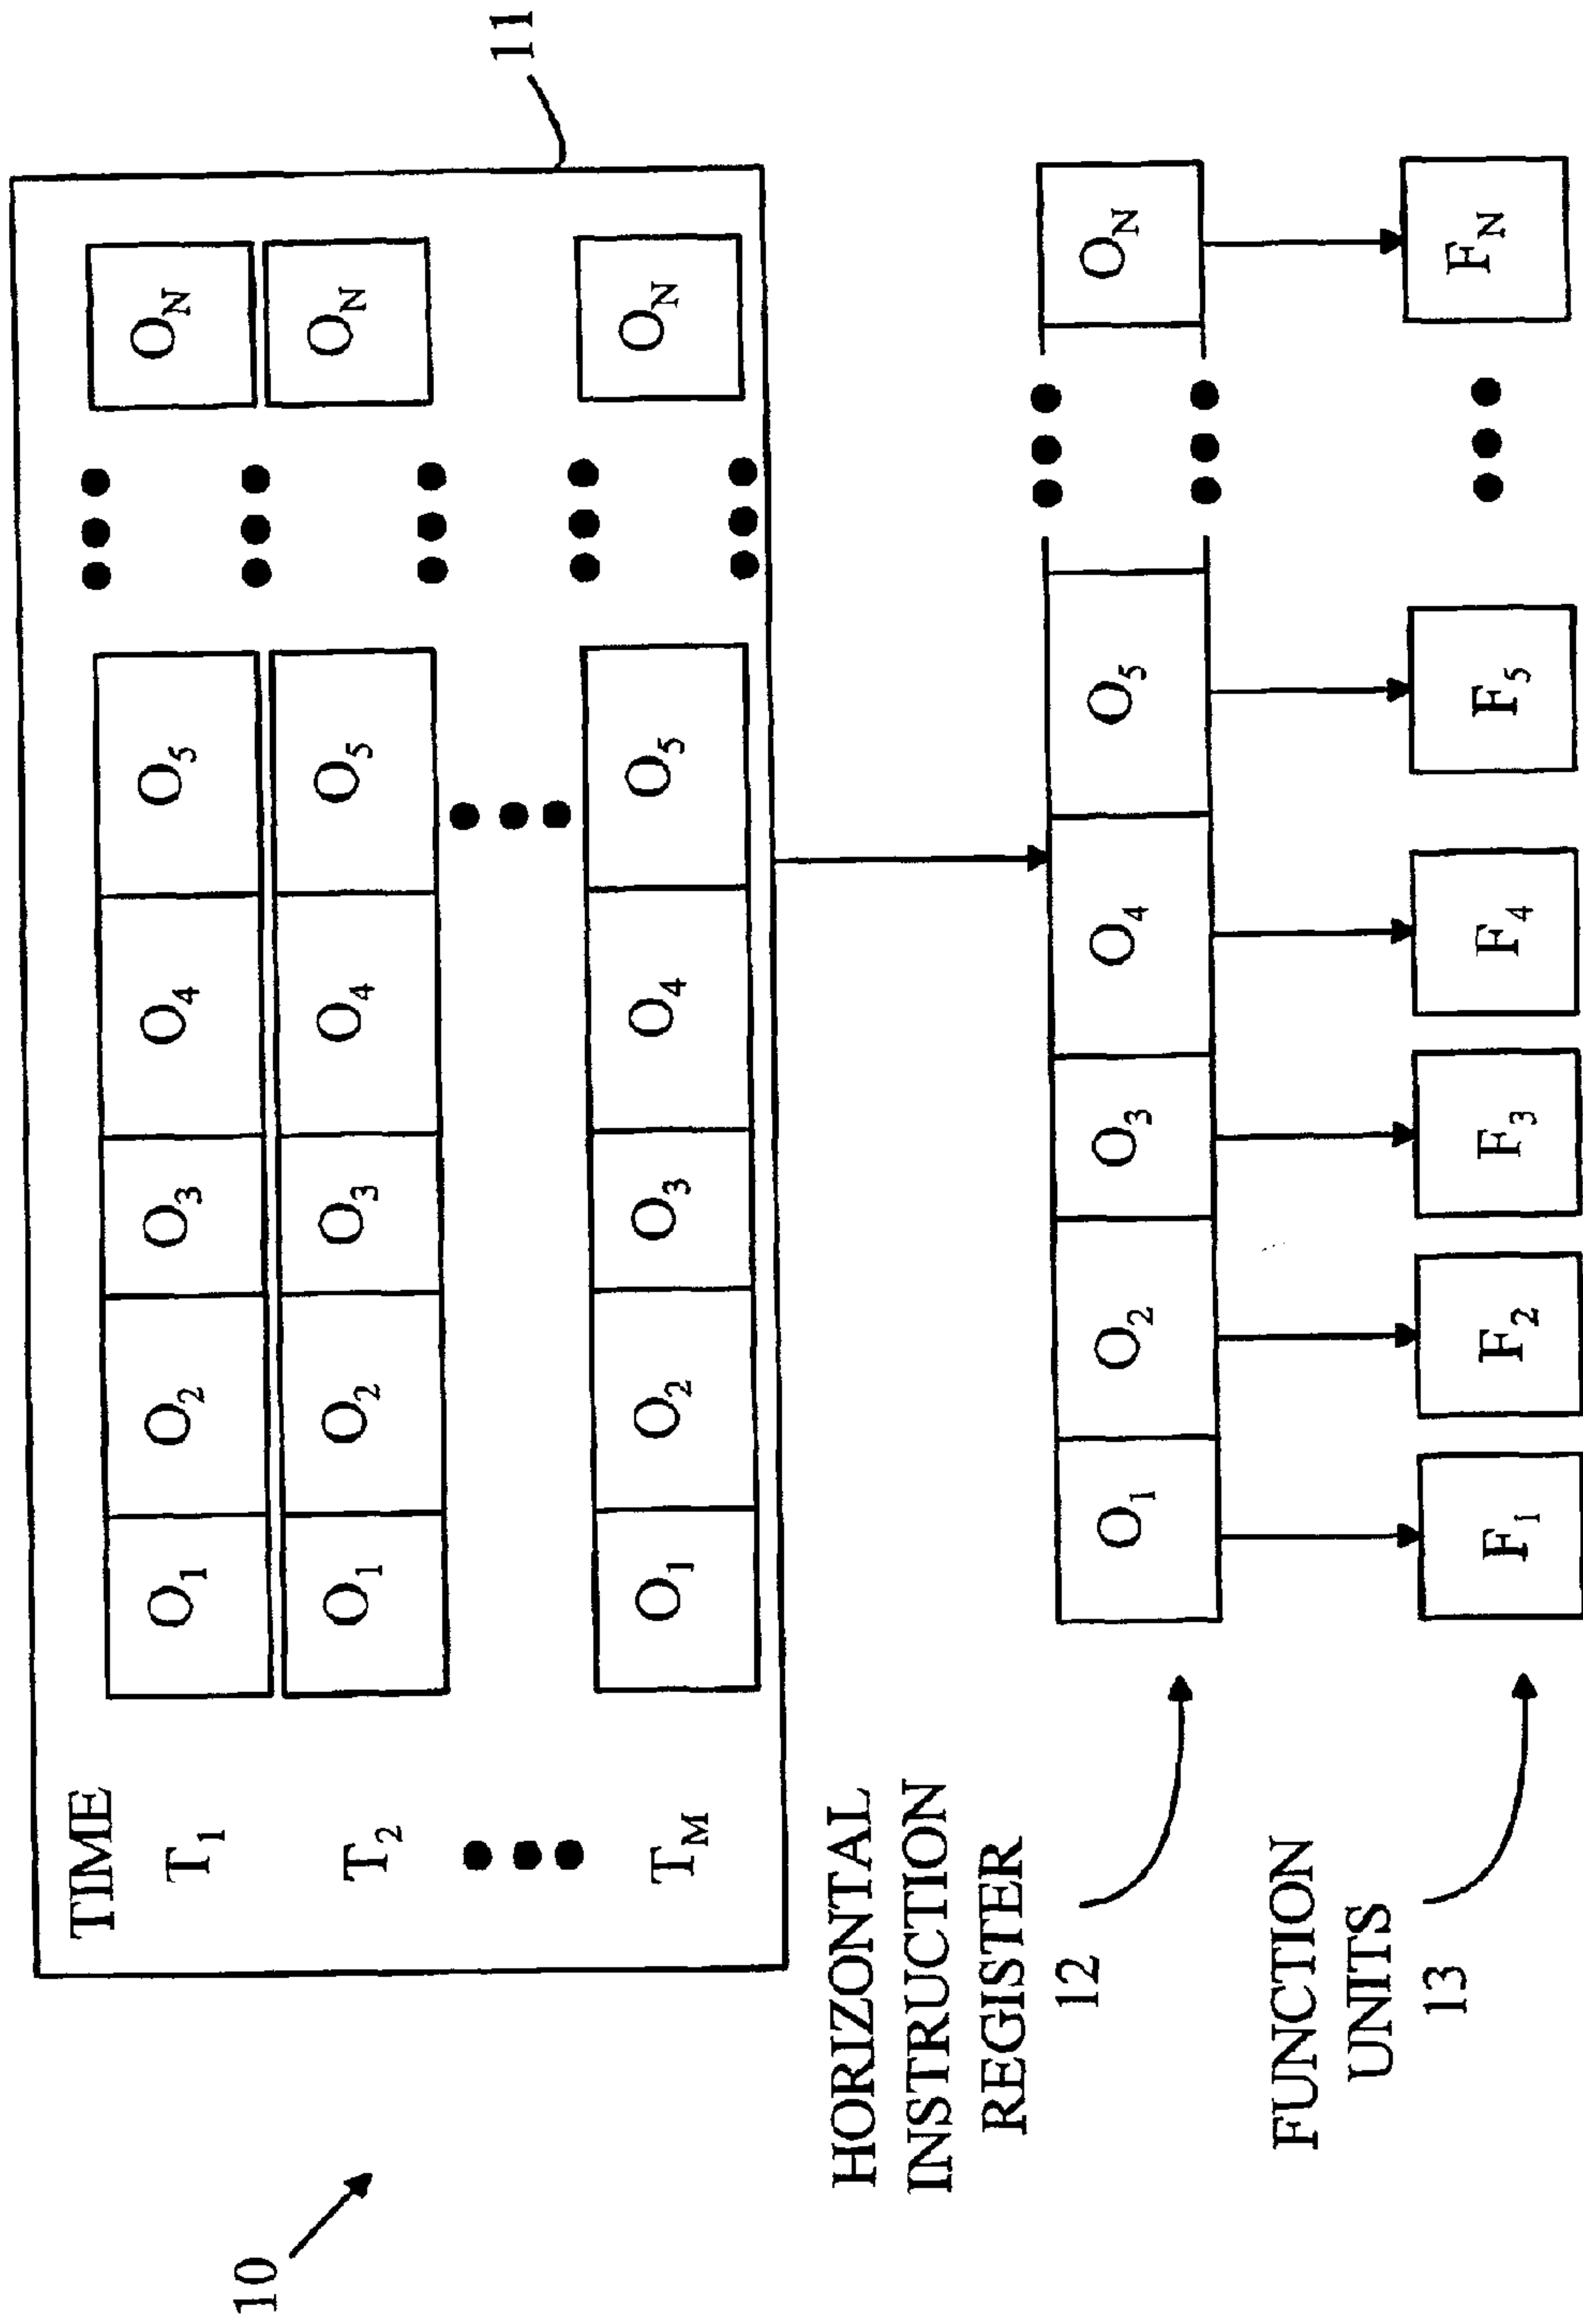 10
11
TIME
T1 O1 O2 O3 O4 O5 ••• ON
T2 O1 O2 O3 O4 O5 ••• ON
•••
TM O1 O2 O3 O4 O5 ••• ON
HORIZONTAL
INSTRUCTION
REGISTER
12
O1 O2 O3 O4 O5 ••• ON
FUNCTION
UNITS
13
F1 F2 F3 F4 F5 ••• FN